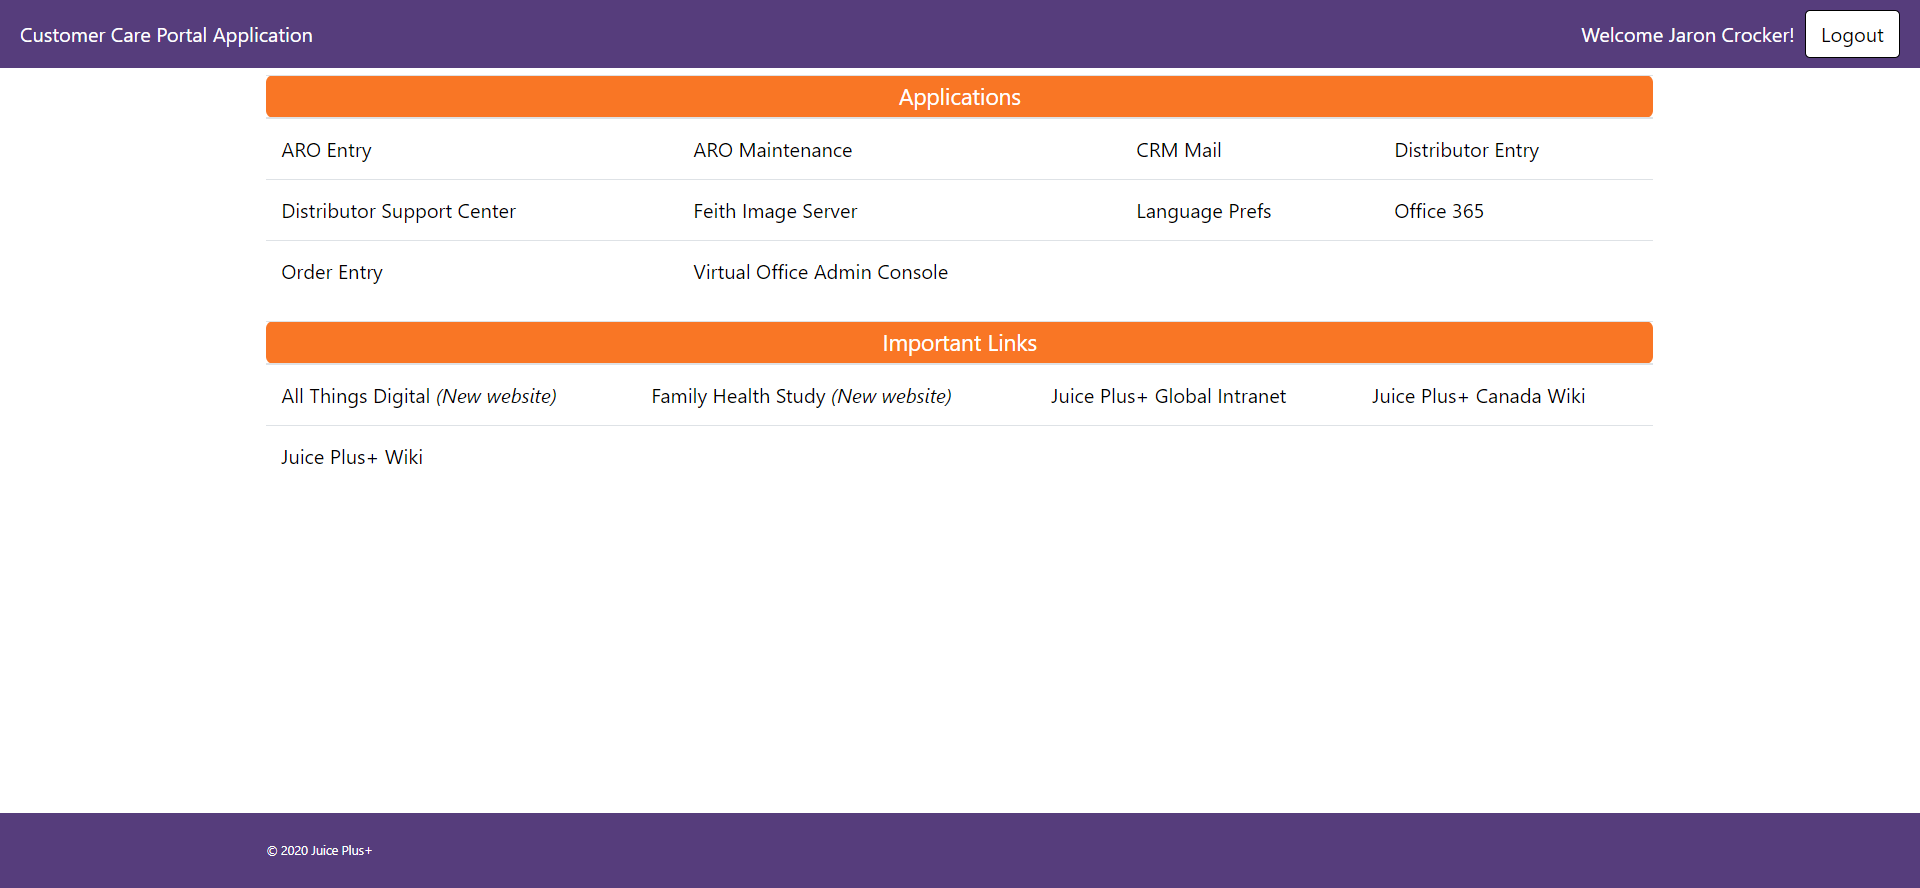 Customer Care Portal Application Welcome Jaron Crocker! Logout
Applications
ARO Entry ARO Maintenance CRM Mail Distributor Entry
Distributor Support Center Feith Image Server Language Prefs Office 365
Order Entry Virtual Office Admin Console
Important Links
All Things Digital (New website) Family Health Study (New website) Juice Plus+ Global Intranet Juice Plus+ Canada Wiki
Juice Plus+ Wiki
© 2020 Juice Plus+